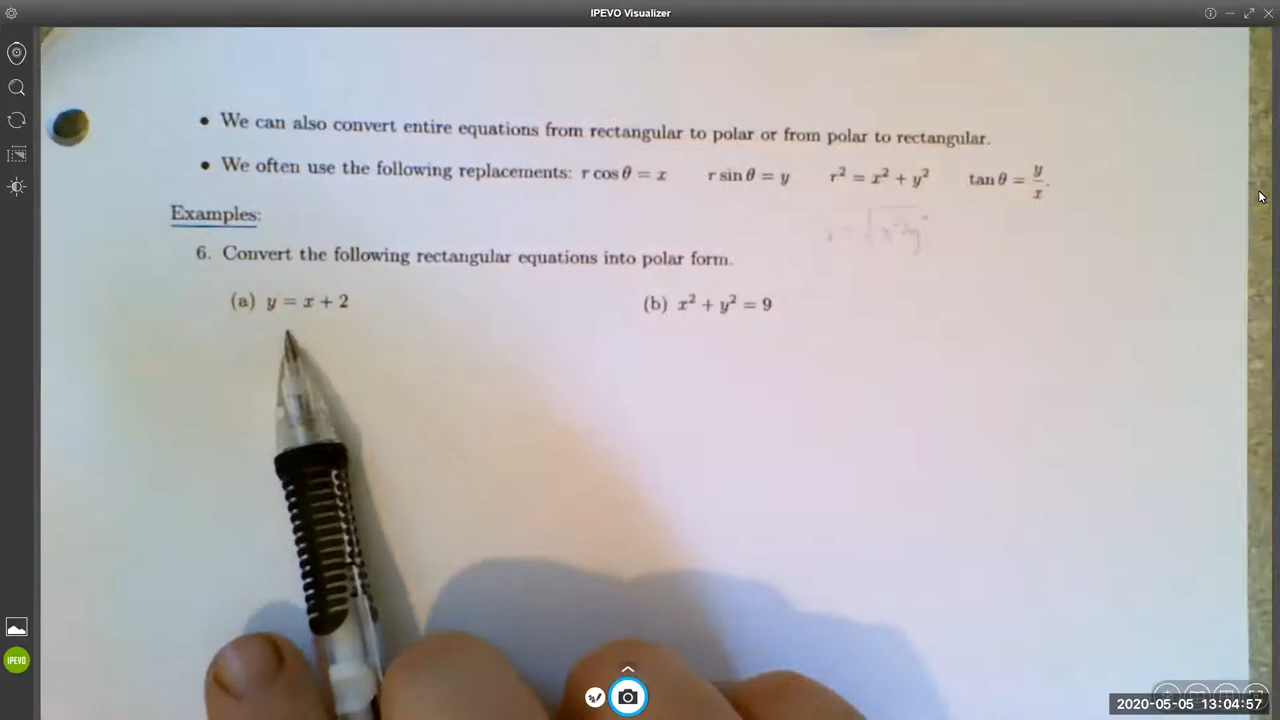 IPEVO Visualizer
• We can also convert entire equations from rectangular to polar or from polar to rectangular.
• We often use the following replacements: r cos θ = x r sin θ = y r² = x² + y² tan θ = y/x.
Examples:
6. Convert the following rectangular equations into polar form.
(a) y = x + 2 (b) x² + y² = 9
IPEVO
2020-05-05 13:04:57